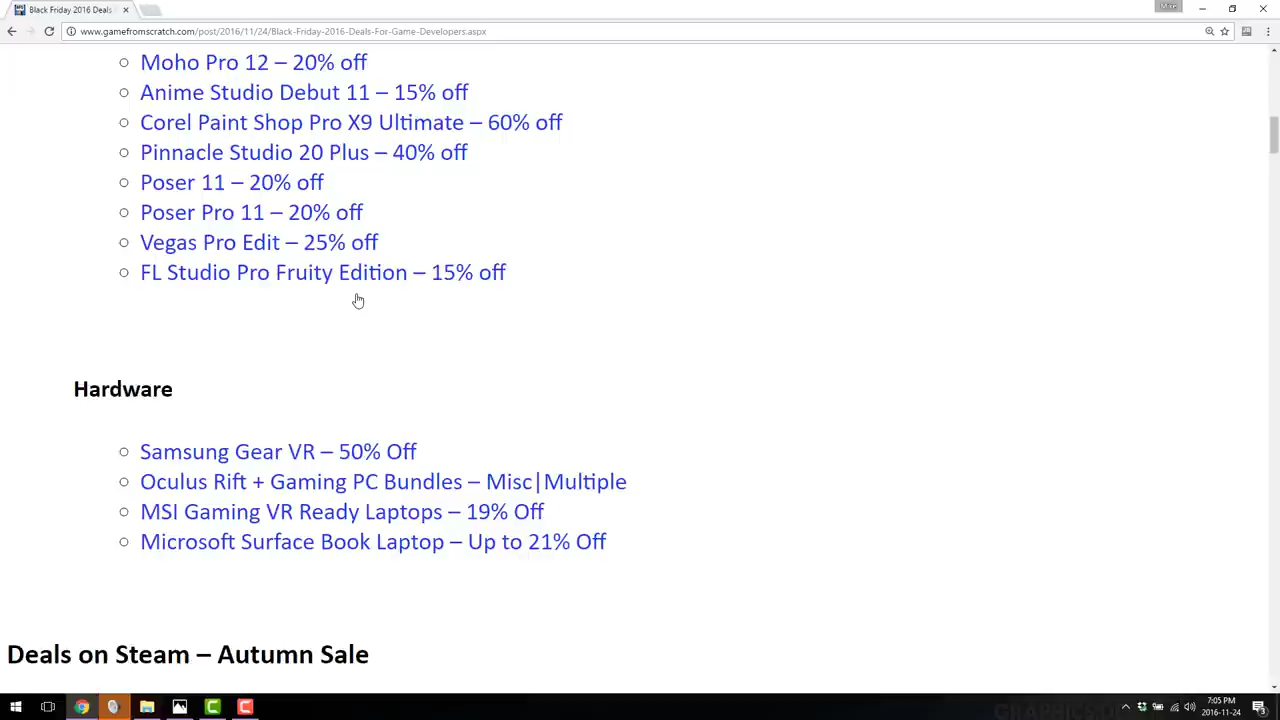 Black Friday 2016 Deals
Mike
www.gamefromscratch.com/post/2016/11/24/Black-Friday-2016-Deals-For-Game-Developers.aspx
Moho Pro 12 – 20% off
Anime Studio Debut 11 – 15% off
Corel Paint Shop Pro X9 Ultimate – 60% off
Pinnacle Studio 20 Plus – 40% off
Poser 11 – 20% off
Poser Pro 11 – 20% off
Vegas Pro Edit – 25% off
FL Studio Pro Fruity Edition – 15% off
Hardware
Samsung Gear VR – 50% Off
Oculus Rift + Gaming PC Bundles – Misc|Multiple
MSI Gaming VR Ready Laptops – 19% Off
Microsoft Surface Book Laptop – Up to 21% Off
Deals on Steam – Autumn Sale
7:05 PM
2016-11-24